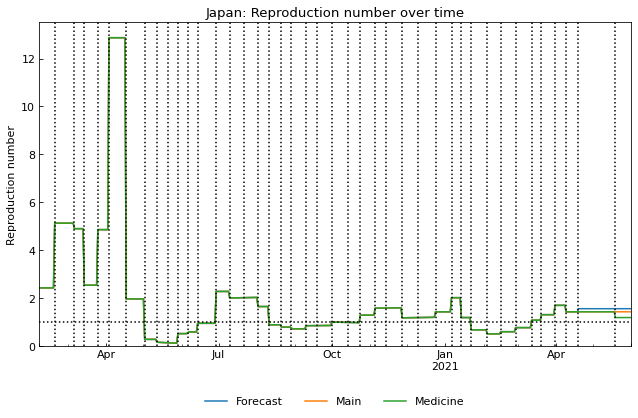 Japan: Reproduction number over time
Reproduction number
12
10
8
6
4
2
0
Apr
Jul
Oct
Jan
2021
Apr
Forecast
Main
Medicine